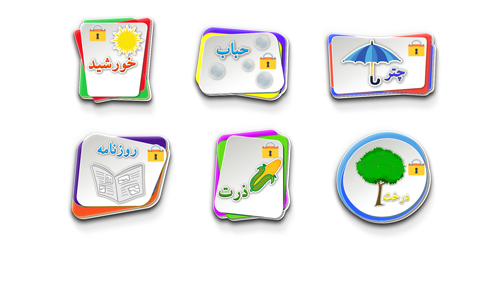 چتر
حباب
خورشید
درخت
ذرت
روزنامه